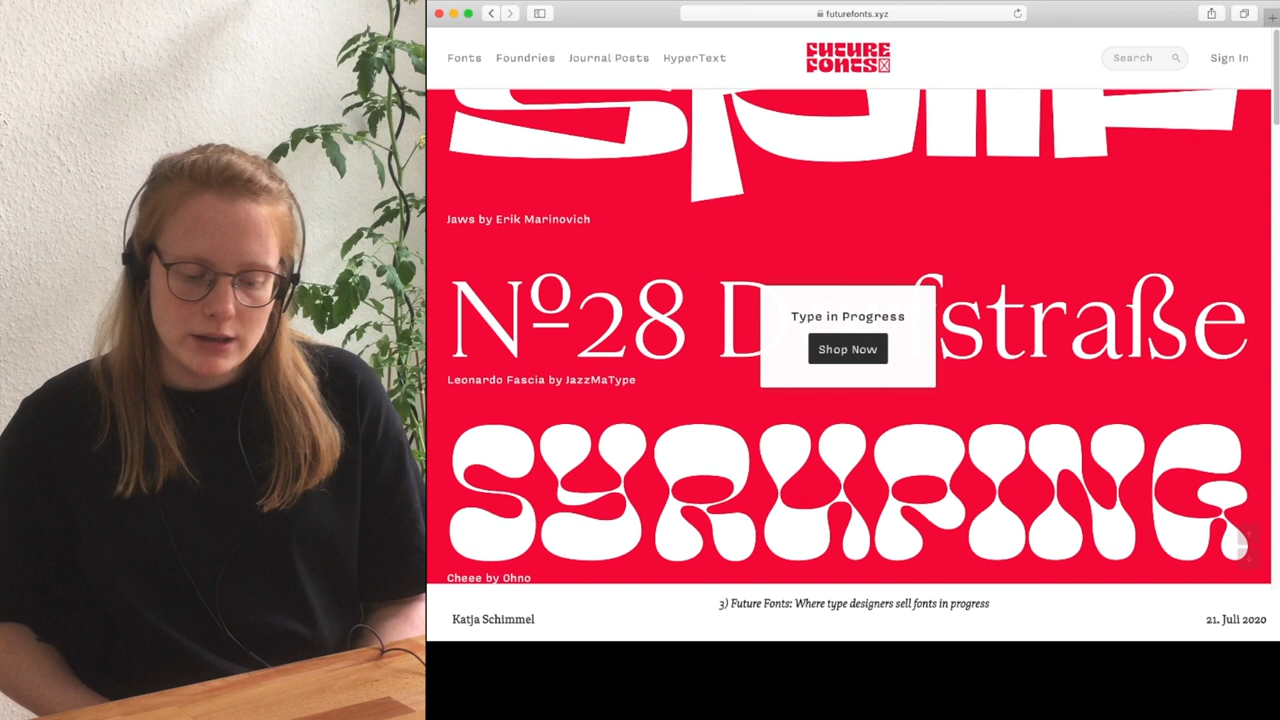 futurefonts.xyz
Fonts Foundries Journal Posts HyperText
FUTURE
FONTS
Search
Sign In
Jaws by Erik Marinovich
Nº28 D fstraße
Type in Progress
Shop Now
Leonardo Fascia by JazzMaType
SYRUPING
Cheee by Ohno
3) Future Fonts: Where type designers sell fonts in progress
Katja Schimmel
21. Juli 2020